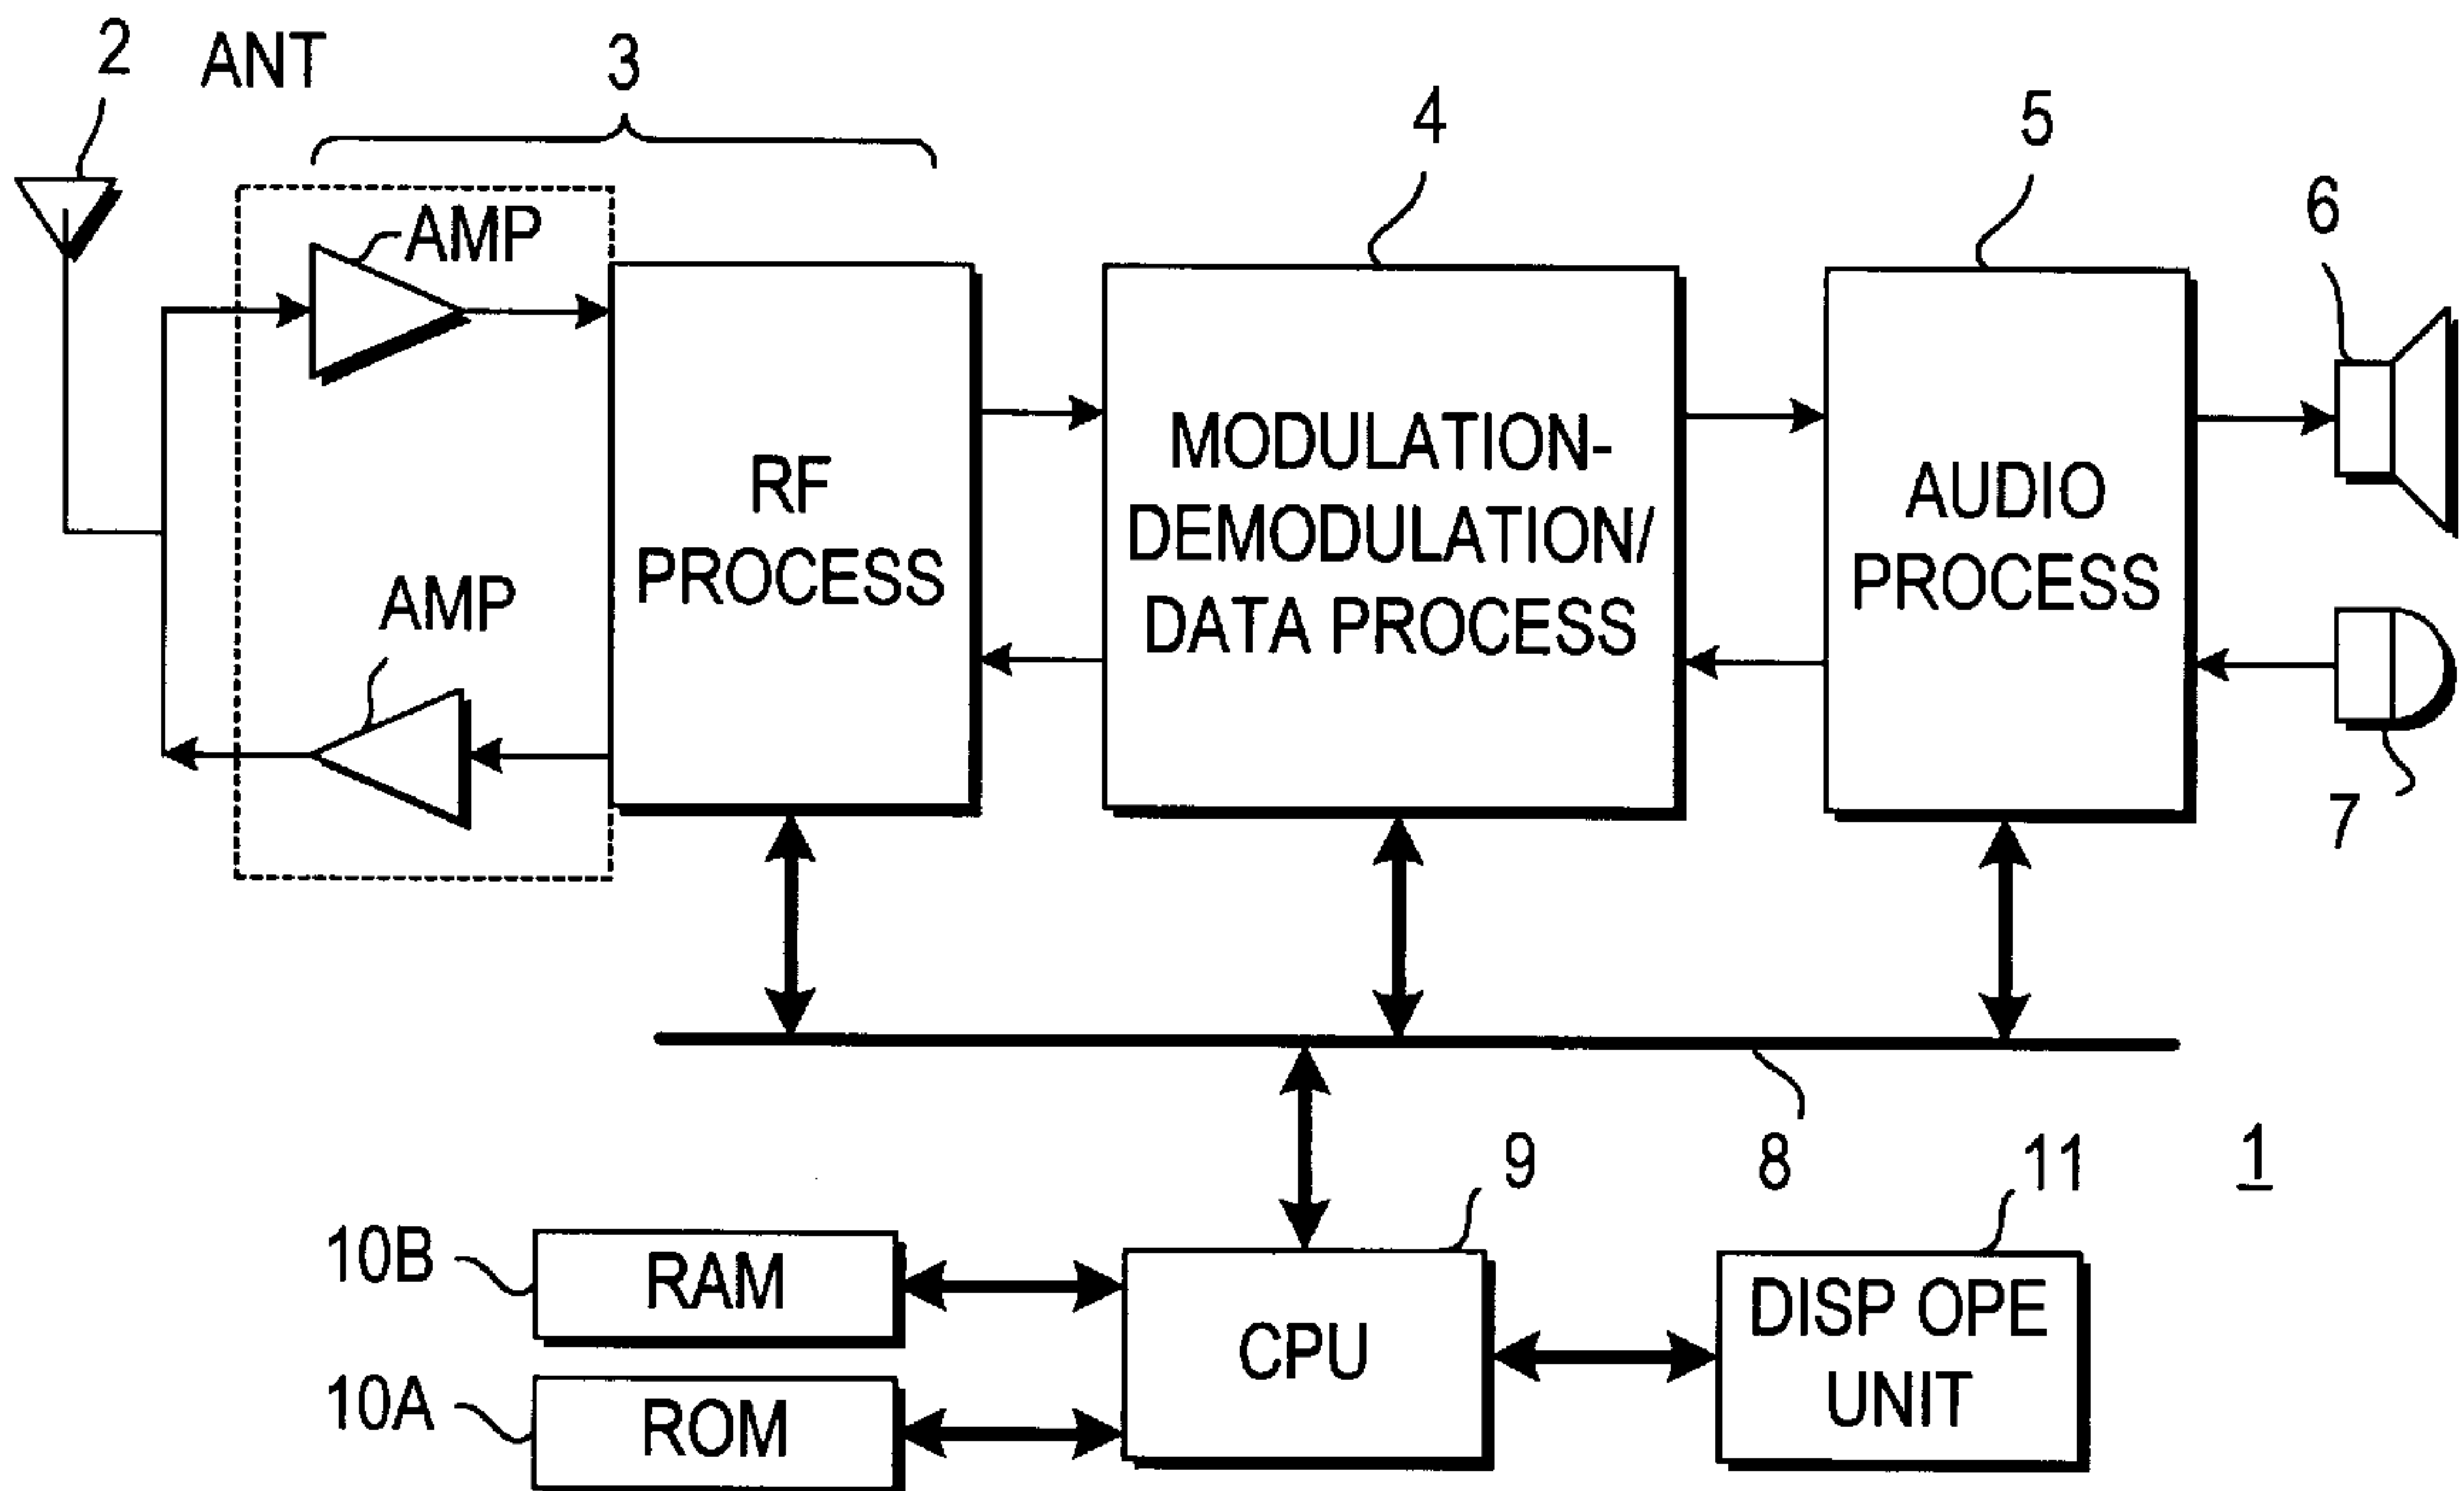 2
ANT
3
4
5
6
AMP
RF
PROCESS
MODULATION-
DEMODULATION/
DATA PROCESS
AUDIO
PROCESS
AMP
7
8
1
9
11
10B
RAM
10A
ROM
CPU
DISP OPE
UNIT